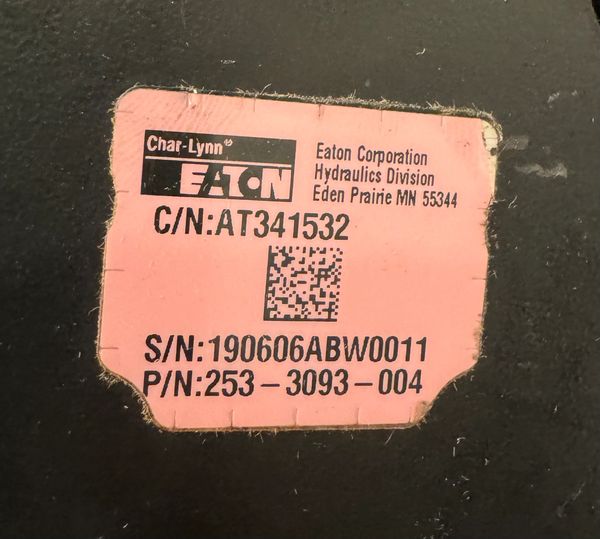 Char-Lynn®
EATON
Eaton Corporation
Hydraulics Division
Eden Prairie MN 55344
C/N:AT341532
S/N:190606ABW0011
P/N:253-3093-004